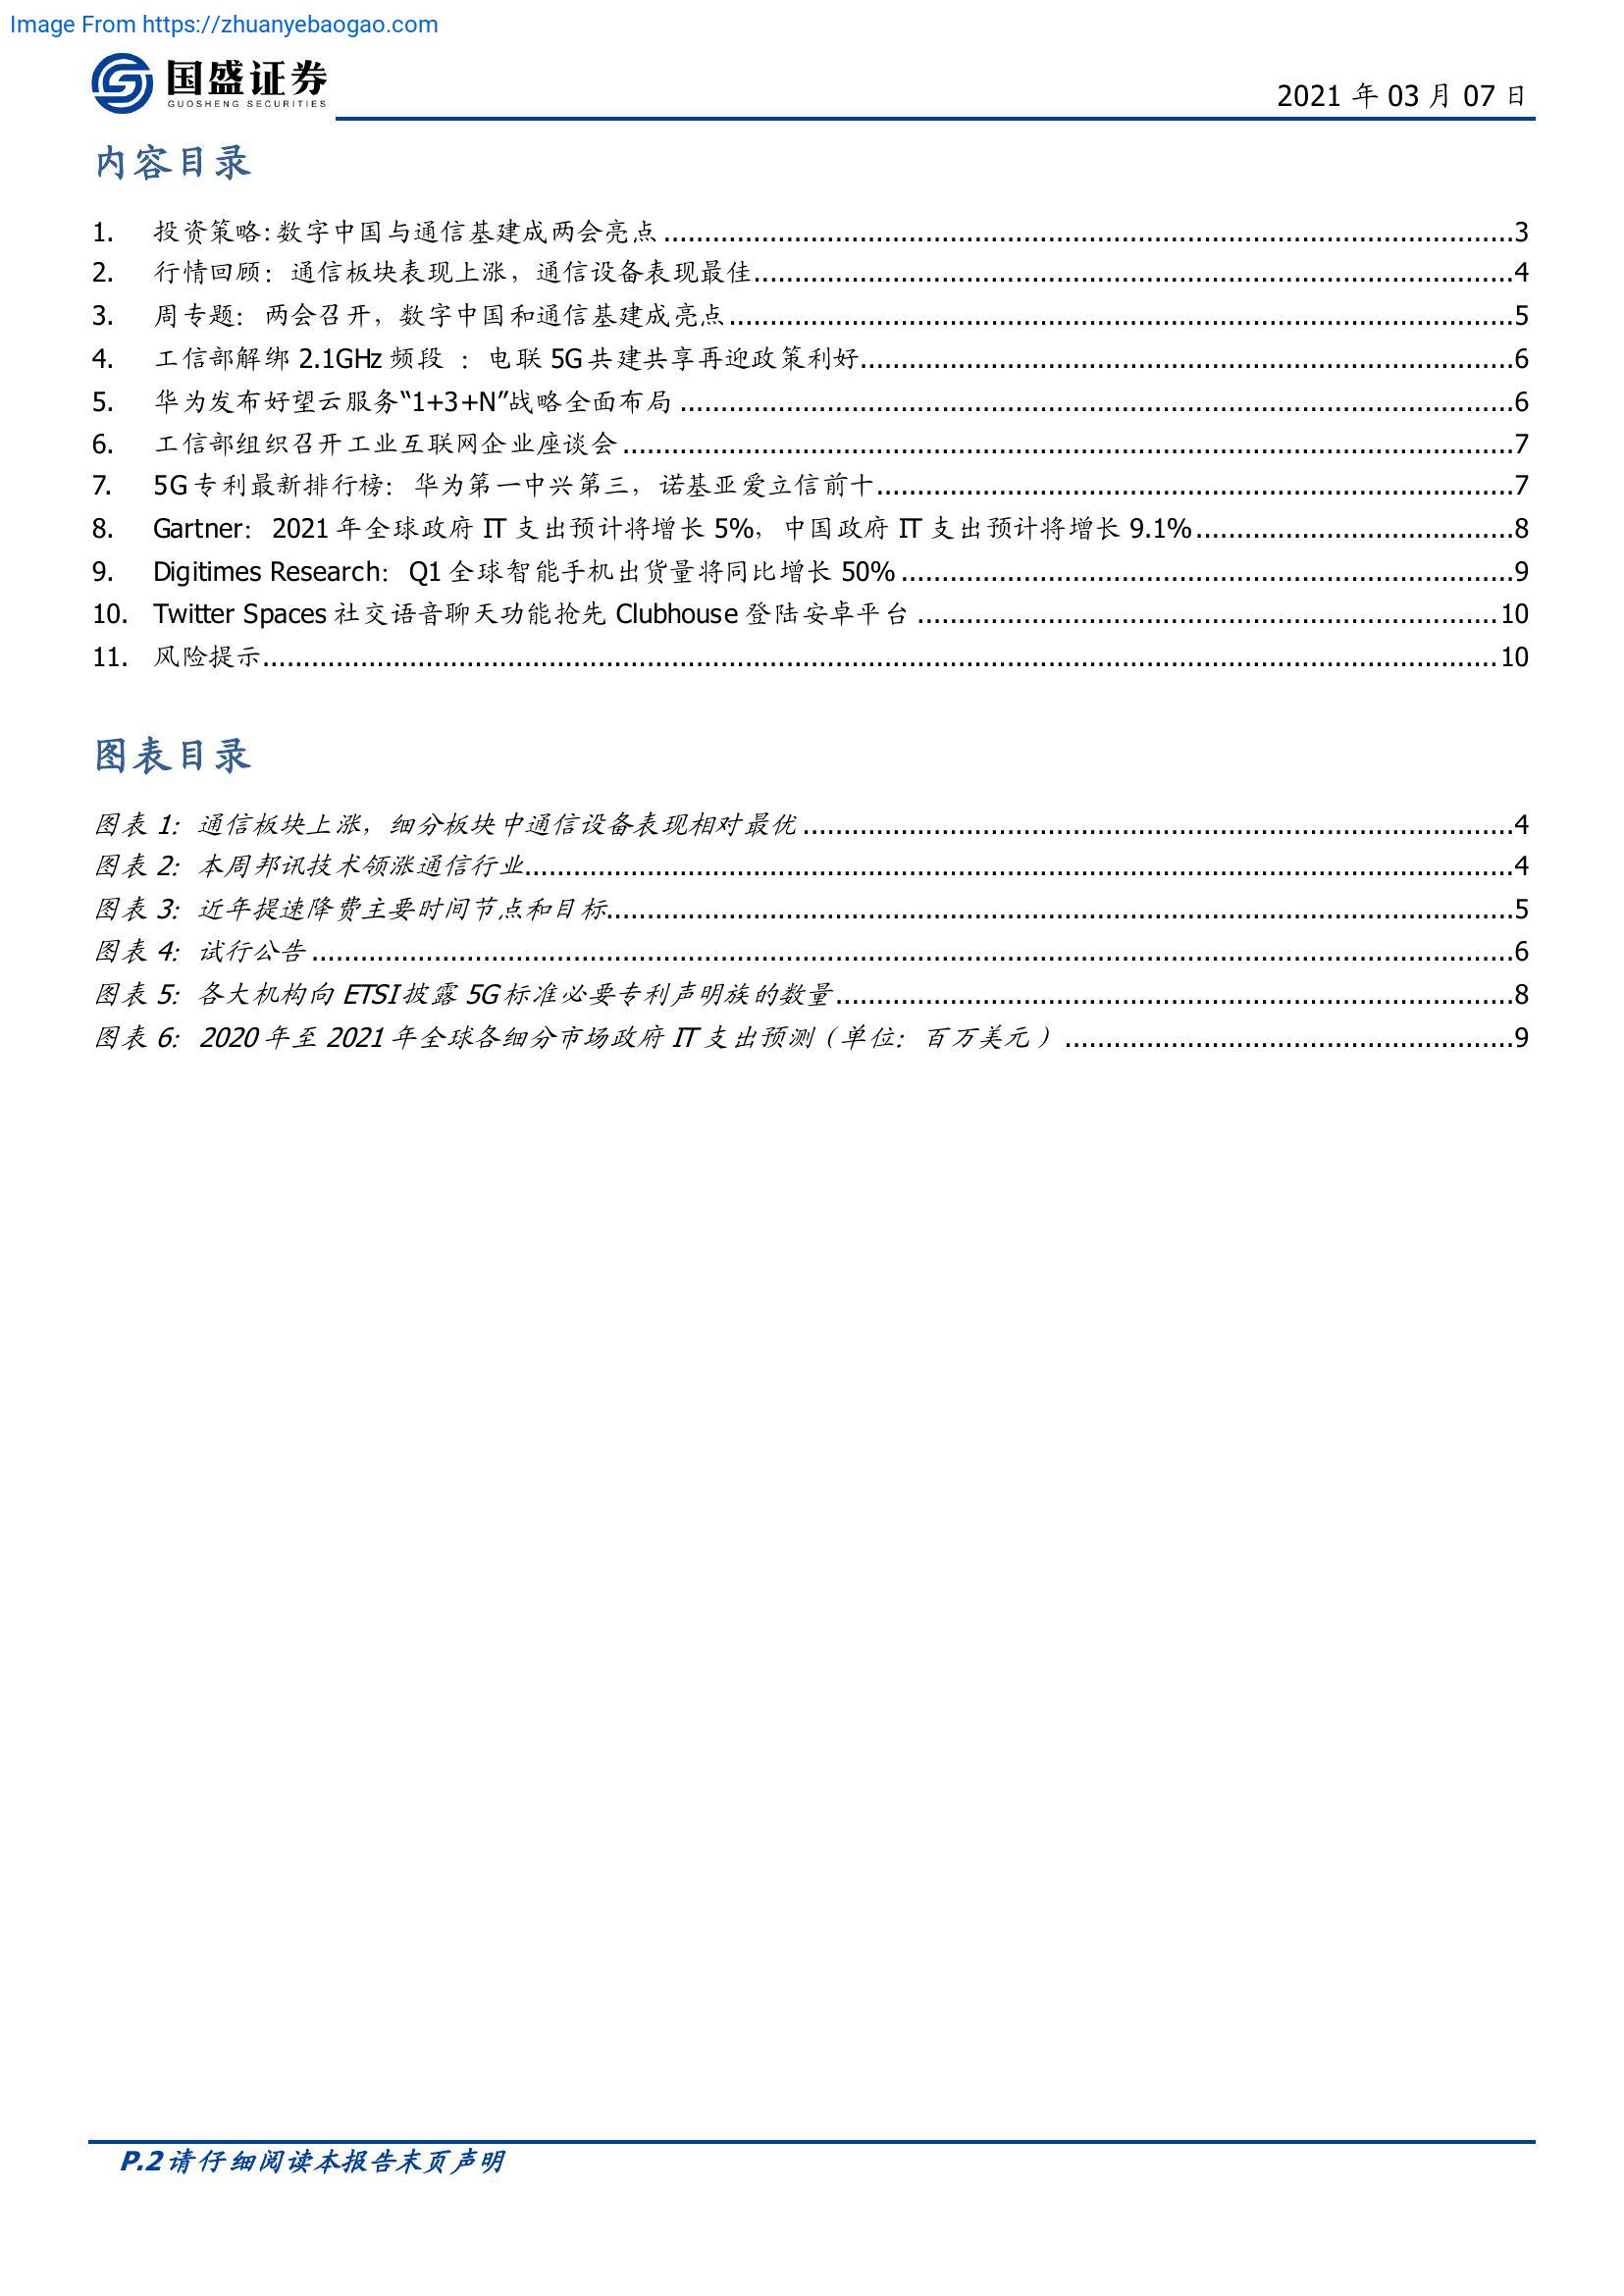 Image From https://zhuanyebaogao.com
国盛证券
GUOSHENG SECURITIES
2021 年 03 月 07 日
内容目录
1. 投资策略:数字中国与通信基建成两会亮点 ........ 3
2. 行情回顾：通信板块表现上涨，通信设备表现最佳 ........ 4
3. 周专题：两会召开，数字中国和通信基建成亮点 ........ 5
4. 工信部解绑 2.1GHz 频段 ：电联 5G 共建共享再迎政策利好 ........ 6
5. 华为发布好望云服务“1+3+N”战略全面布局 ........ 6
6. 工信部组织召开工业互联网企业座谈会 ........ 7
7. 5G 专利最新排行榜：华为第一中兴第三，诺基亚爱立信前十 ........ 7
8. Gartner：2021 年全球政府 IT 支出预计将增长 5%，中国政府 IT 支出预计将增长 9.1% ........ 8
9. Digitimes Research：Q1 全球智能手机出货量将同比增长 50% ........ 9
10. Twitter Spaces 社交语音聊天功能抢先 Clubhouse 登陆安卓平台 ........ 10
11. 风险提示 ........ 10
图表目录
图表 1：通信板块上涨，细分板块中通信设备表现相对最优 ........ 4
图表 2：本周邦讯技术领涨通信行业 ........ 4
图表 3：近年提速降费主要时间节点和目标 ........ 5
图表 4：试行公告 ........ 6
图表 5：各大机构向 ETSI 披露 5G 标准必要专利声明族的数量 ........ 8
图表 6：2020 年至 2021 年全球各细分市场政府 IT 支出预测（单位：百万美元） ........ 9
P.2 请仔细阅读本报告末页声明